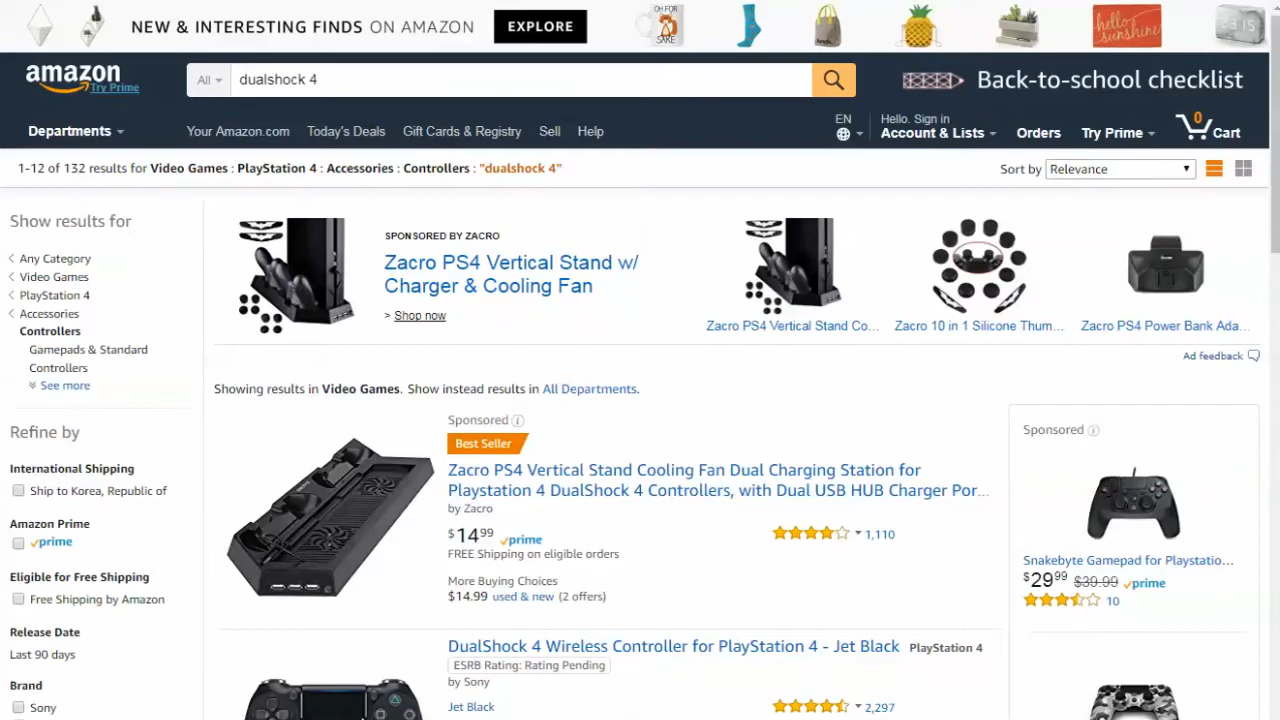 NEW & INTERESTING FINDS ON AMAZON EXPLORE
OH FOR
SAKE
hello
sunshine
amazon
Try Prime
All
dualshock 4
Back-to-school checklist
Departments
Your Amazon.com Today's Deals Gift Cards & Registry Sell Help
EN
Hello. Sign in
Account & Lists
Orders
Try Prime
0
Cart
1-12 of 132 results for Video Games : PlayStation 4 : Accessories : Controllers : "dualshock 4"
Sort by Relevance
Show results for
Any Category
Video Games
PlayStation 4
Accessories
Controllers
Gamepads & Standard
Controllers
See more
Refine by
International Shipping
Ship to Korea, Republic of
Amazon Prime
prime
Eligible for Free Shipping
Free Shipping by Amazon
Release Date
Last 90 days
Brand
Sony
SPONSORED BY ZACRO
Zacro PS4 Vertical Stand w/
Charger & Cooling Fan
> Shop now
Zacro PS4 Vertical Stand Co...
Zacro 10 in 1 Silicone Thum...
Zacro PS4 Power Bank Ada...
Ad feedback
Showing results in Video Games. Show instead results in All Departments.
Sponsored
Best Seller
Zacro PS4 Vertical Stand Cooling Fan Dual Charging Station for
Playstation 4 DualShock 4 Controllers, with Dual USB HUB Charger Por...
by Zacro
$14 99 prime
1,110
FREE Shipping on eligible orders
More Buying Choices
$14.99 used & new (2 offers)
DualShock 4 Wireless Controller for PlayStation 4 - Jet Black PlayStation 4
ESRB Rating: Rating Pending
by Sony
Jet Black
2,297
Sponsored
Snakebyte Gamepad for Playstatio...
$29 99 $39.99 prime
10